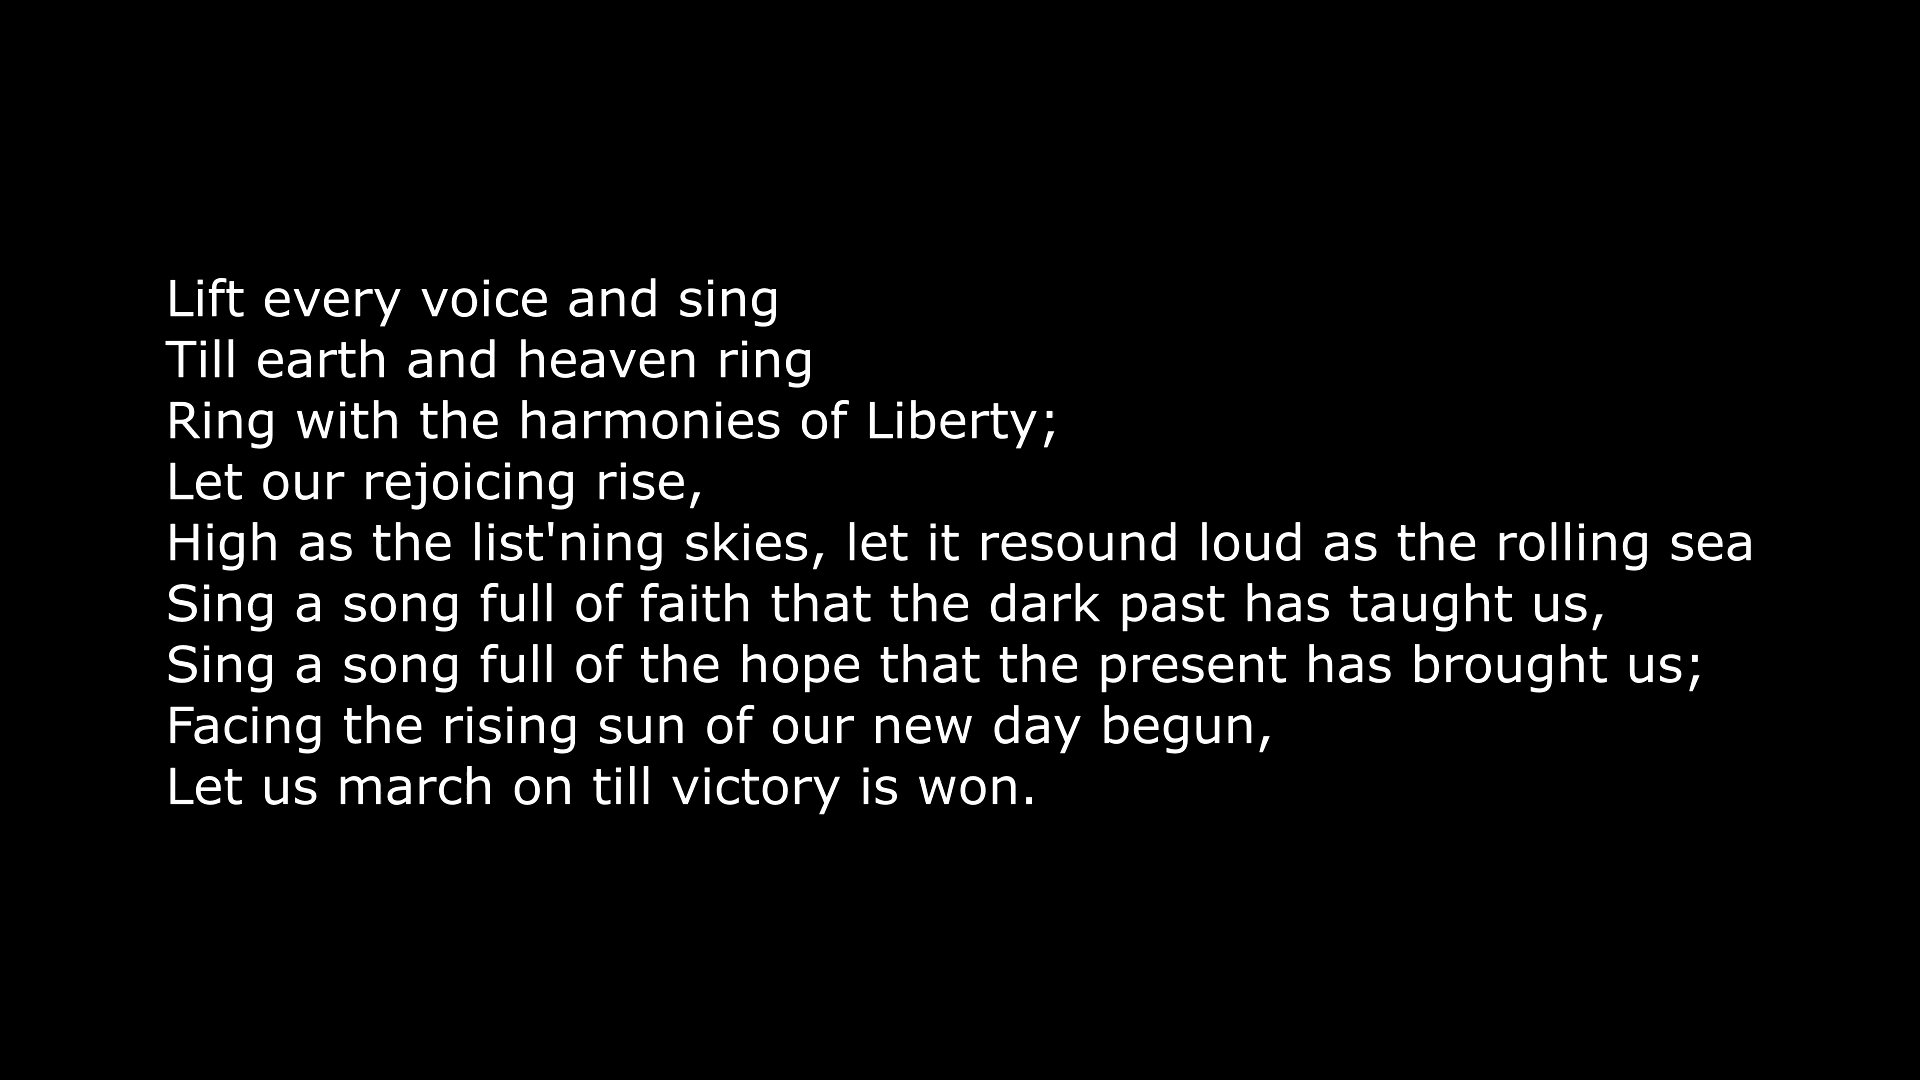 Lift every voice and sing
Till earth and heaven ring
Ring with the harmonies of Liberty;
Let our rejoicing rise,
High as the list'ning skies, let it resound loud as the rolling sea
Sing a song full of faith that the dark past has taught us,
Sing a song full of the hope that the present has brought us;
Facing the rising sun of our new day begun,
Let us march on till victory is won.